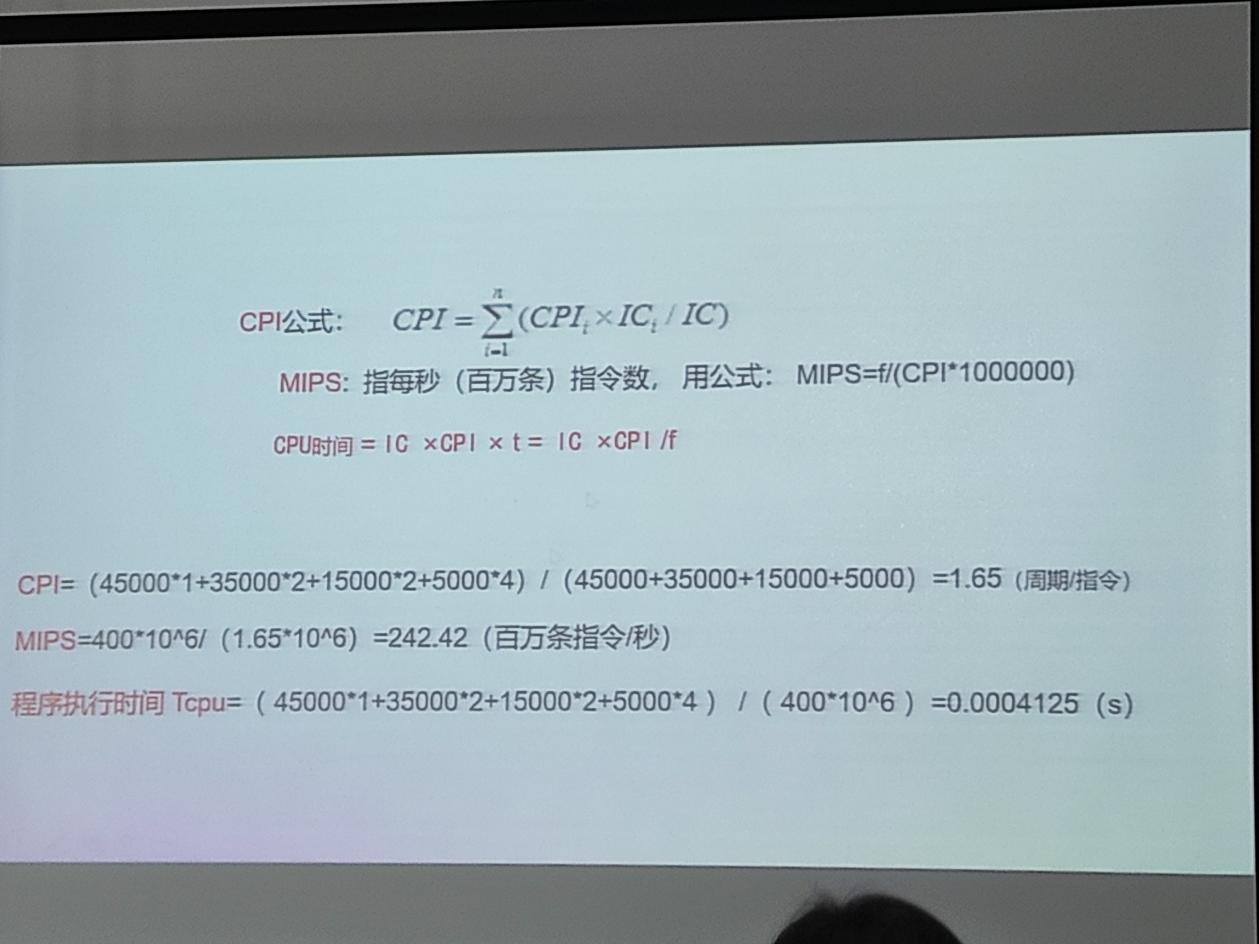 CPI公式： CPI = ∑_{i=1}^{n} (CPI_i × IC_i / IC)
MIPS: 指每秒（百万条）指令数， 用公式： MIPS=f/(CPI*1000000)
CPU时间 = IC ×CPI × t = IC ×CPI /f
CPI=（45000*1+35000*2+15000*2+5000*4）/（45000+35000+15000+5000）=1.65（周期/指令）
MIPS=400*10^6/（1.65*10^6）=242.42（百万条指令/秒）
程序执行时间 Tcpu=（45000*1+35000*2+15000*2+5000*4）/（400*10^6）=0.0004125（s）